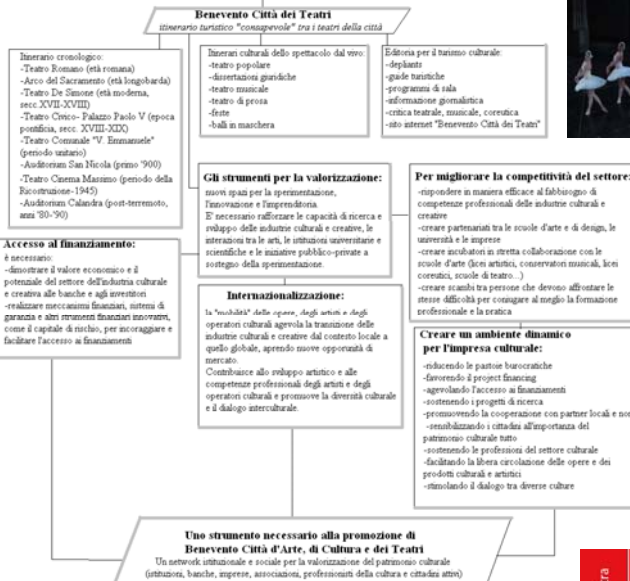 Benevento Città dei Teatri
itinerario turistico "consapevole" tra i teatri della città
Itinerario cronologico:
-Teatro Romano (età romana)
-Arco del Sacramento (età longobarda)
-Teatro De Simone (età moderna,
secc. XVII-XVIII)
-Teatro Civico- Palazzo Paolo V (epoca
pontificia, secc. XVIII-XIX)
-Teatro Comunale "V. Emmanuele"
(periodo unitario)
-Auditorium San Nicola (primo '900)
-Teatro Cinema Massimo (periodo della
Ricostruzione-1945)
-Auditorium Calandra (post-terremoto,
anni '80-'90)
Itinerari culturali dello spettacolo dal vivo:
-teatro popolare
-dissertazioni giuridiche
-teatro musicale
-teatro di prosa
-feste
-balli in maschera
Editoria per il turismo culturale:
-depliants
-guide turistiche
-programmi di sala
-informazione giornalistica
-critica teatrale, musicale, coreutica
-sito internet "Benevento Città dei Teatri"
Gli strumenti per la valorizzazione:
nuovi spazi per la sperimentazione,
l'innovazione e l'imprenditoria.
E' necessario rafforzare le capacità di ricerca e
sviluppo delle industrie culturali e creative, le
interazioni tra le arti, le istituzioni universitarie e
scientifiche e le iniziative pubblico-private a
sostegno della sperimentazione.
Per migliorare la competitività del settore:
-rispondere in maniera efficace al fabbisogno di
competenze professionali delle industrie culturali e
creative
-creare partenariati tra le scuole d'arte e di design, le
università e le imprese
-creare incubatori in stretta collaborazione con le
scuole d'arte (licei artistici, conservatori musicali, licei
coreutici, scuole di teatro...)
-creare scambi tra persone che devono affrontare le
stesse difficoltà per coniugare al meglio la formazione
professionale e la pratica
Accesso al finanziamento:
è necessario:
-dimostrare il valore economico e il
potenziale del settore dell'industria culturale
e creativa alle banche e agli investitori
-realizzare meccanismi finanziari, sistemi di
garanzia e altri strumenti finanziari innovativi,
come il capitale di rischio, per incoraggiare e
facilitare l'accesso ai finanziamenti
Internazionalizzazione:
la "mobilità" delle opere, degli artisti e degli
operatori culturali agevola la transizione delle
industrie culturali e creative dal contesto locale a
quello globale, aprendo nuove opportunità di
mercato.
Contribuisce allo sviluppo artistico e alle
competenze professionali degli artisti e degli
operatori culturali e promuove la diversità culturale
e il dialogo interculturale.
Creare un ambiente dinamico
per l'impresa culturale:
-riducendo le pastoie burocratiche
-favorendo il project financing
-agevolando l'accesso ai finanziamenti
-sostenendo i progetti di ricerca
-promuovendo la cooperazione con partner locali e non
-sensibilizzando i cittadini all'importanza del
patrimonio culturale tutto
-sostenendo le professioni del settore culturale
-facilitando la libera circolazione delle opere e dei
prodotti culturali e artistici
-stimolando il dialogo tra diverse culture
Uno strumento necessario alla promozione di
Benevento Città d'Arte, di Cultura e dei Teatri
Un network istituzionale e sociale per la valorizzazione del patrimonio culturale
(istituzioni, banche, imprese, associazioni, professionisti della cultura e cittadini attivi)